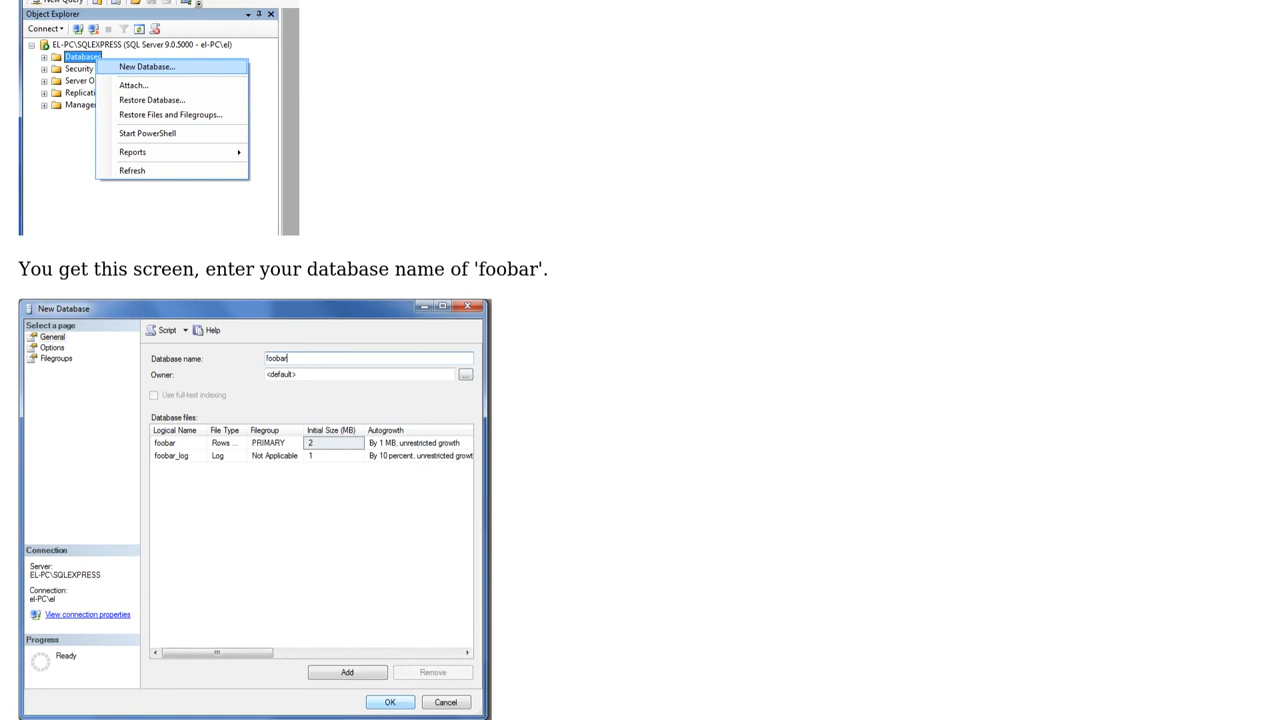 New Query
Object Explorer
Connect
EL-PC\SQLEXPRESS (SQL Server 9.0.5000 - el-PC\el)
Database
New Database...
Security
Attach...
Server O
Restore Database...
Replicati
Restore Files and Filegroups...
Manage
Start PowerShell
Reports
Refresh
You get this screen, enter your database name of 'foobar'.
New Database
Select a page
General
Options
Filegroups
Script Help
Database name: foobar
Owner: <default> ...
Use full-text indexing
Database files:
Logical Name File Type Filegroup Initial Size (MB) Autogrowth
foobar Rows ... PRIMARY 2 By 1 MB, unrestricted growth
foobar_log Log Not Applicable 1 By 10 percent, unrestricted growt
Connection
Server:
EL-PC\SQLEXPRESS
Connection:
el-PC\el
View connection properties
Progress
Ready
Add Remove
OK Cancel